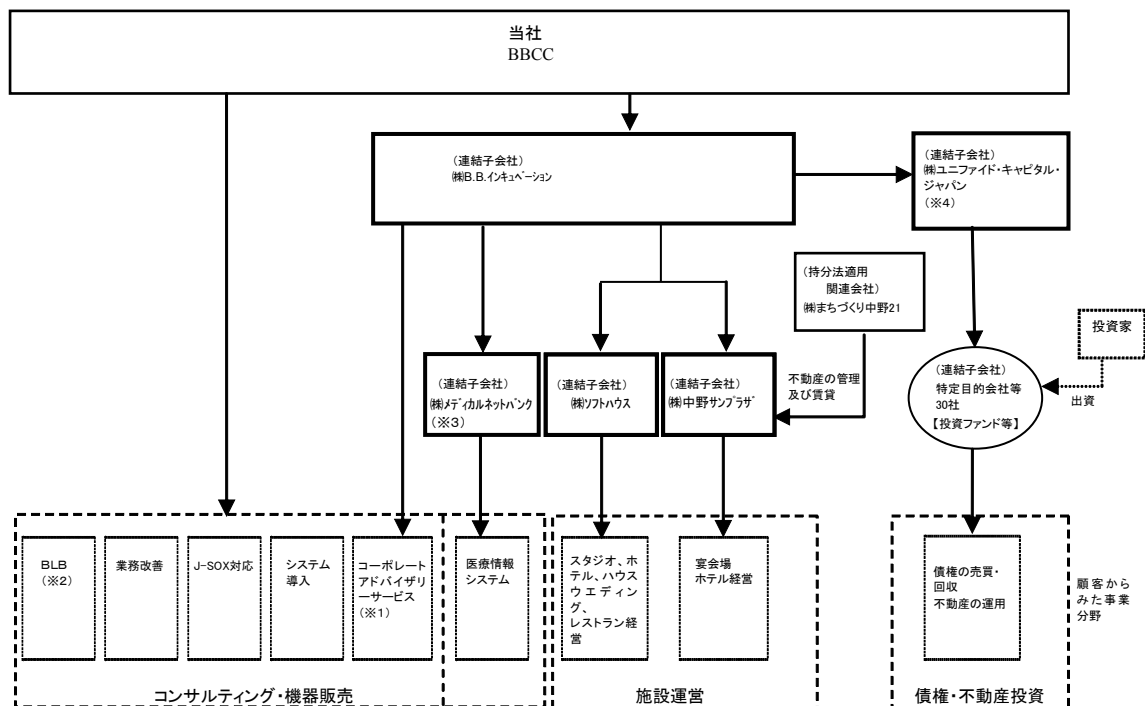 当社
BBCC
(連結子会社)
㈱B.B.インキュベーション
(連結子会社)
㈱ユニファイド・キャピタル・
ジャパン
(※4)
(持分法適用
関連会社)
㈱まちづくり中野21
投資家
(連結子会社)
㈱メディカルネットバンク
(※3)
(連結子会社)
㈱ソフトハウス
(連結子会社)
㈱中野サンプラザ
不動産の管理
及び賃貸
(連結子会社)
特定目的会社等
30社
【投資ファンド等】
出資
BLB
(※2)
業務改善
J-SOX対応
システム
導入
コーポレート
アドバイザリ
ーサービス
(※1)
医療情報
システム
スタジオ、ホ
テル、ハウス
ウエディン
グ、
レストラン経
営
宴会場
ホテル経営
債権の売買・
回収
不動産の運用
顧客から
みた事業
分野
コンサルティング・機器販売
施設運営
債権・不動産投資